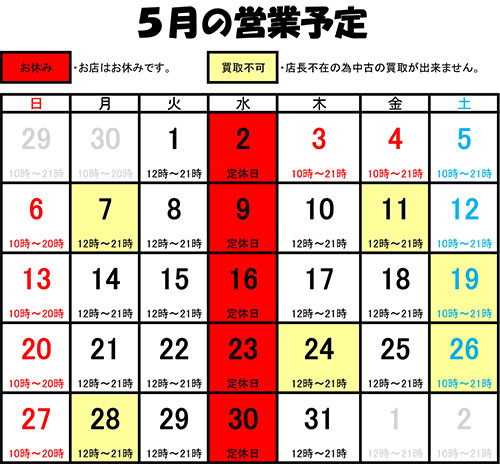 ５月の営業予定
お休み ・お店はお休みです。 買取不可 ・店長不在の為中古の買取が出来ません。
日 月 火 水 木 金 土
29 30 1 2 3 4 5
10時～21時 10時～20時 12時～21時 定休日 10時～21時 10時～21時 10時～21時
6 7 8 9 10 11 12
10時～20時 12時～21時 12時～21時 定休日 12時～21時 12時～21時 10時～21時
13 14 15 16 17 18 19
10時～20時 12時～21時 12時～21時 定休日 12時～21時 12時～21時 10時～21時
20 21 22 23 24 25 26
10時～20時 12時～21時 12時～21時 定休日 12時～21時 12時～21時 10時～21時
27 28 29 30 31 1 2
10時～20時 12時～21時 12時～21時 定休日 12時～21時 12時～21時 10時～21時